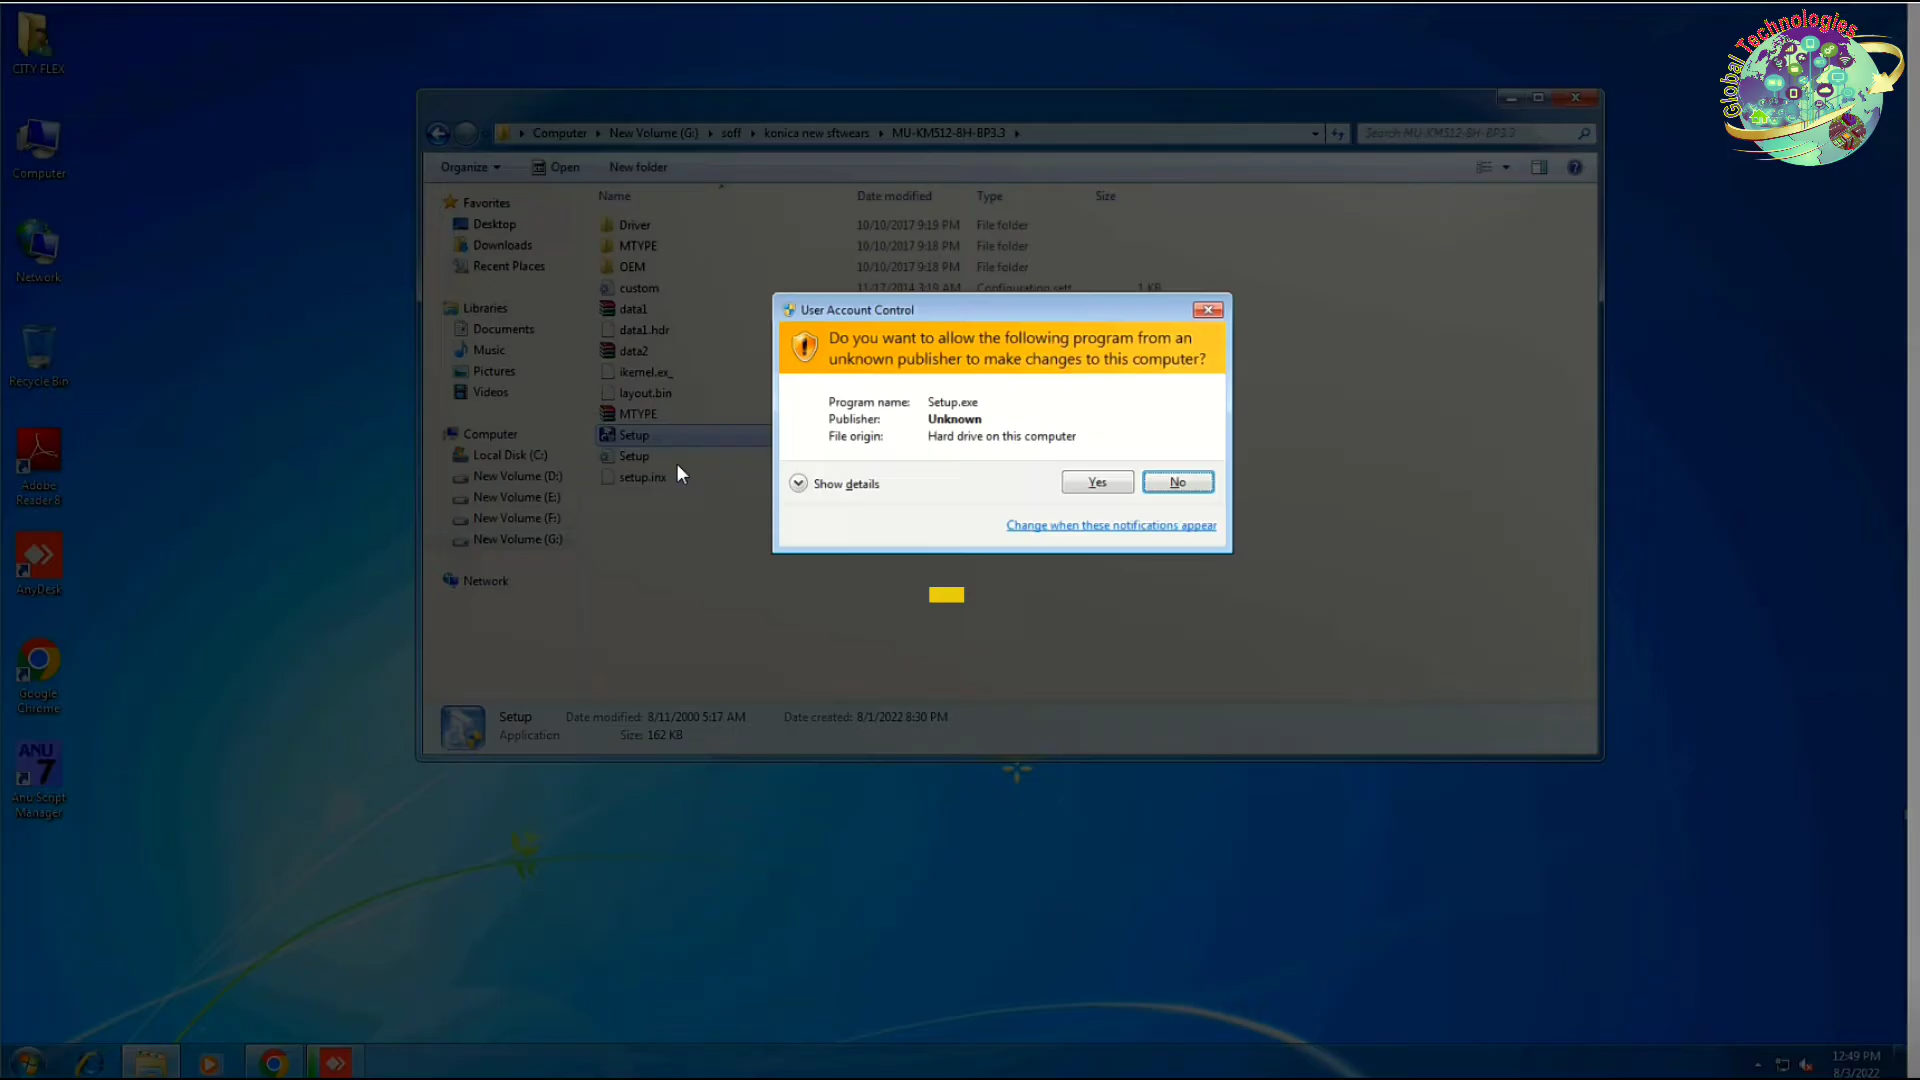 CITY FLEX
Computer
Network
Recycle Bin
Adobe
Reader 8
AnyDesk
Google
Chrome
ANU
7
Anu Script
Manager
Global Technologies
Computer
New Volume (G:)
soff
konica new sftwears
MU-KM512-8H-BP3.3
Search MU-KM512-8H-BP3.3
Organize
Open
New folder
Favorites
Desktop
Downloads
Recent Places
Libraries
Documents
Music
Pictures
Videos
Computer
Local Disk (C:)
New Volume (D:)
New Volume (E:)
New Volume (F:)
New Volume (G:)
Network
Name Date modified Type Size
Driver 10/10/2017 9:19 PM File folder
MTYPE 10/10/2017 9:18 PM File folder
OEM 10/10/2017 9:18 PM File folder
custom 11/17/2014 3:19 AM Configuration sett 1 KB
data1
data1.hdr
data2
ikernel.ex_
layout.bin
MTYPE
Setup
Setup
setup.inx
User Account Control
Do you want to allow the following program from an
unknown publisher to make changes to this computer?
Program name: Setup.exe
Publisher: Unknown
File origin: Hard drive on this computer
Show details
Yes
No
Change when these notifications appear
Setup Date modified: 8/11/2000 5:17 AM Date created: 8/1/2022 8:30 PM
Application Size: 162 KB
12:49 PM
8/3/2022